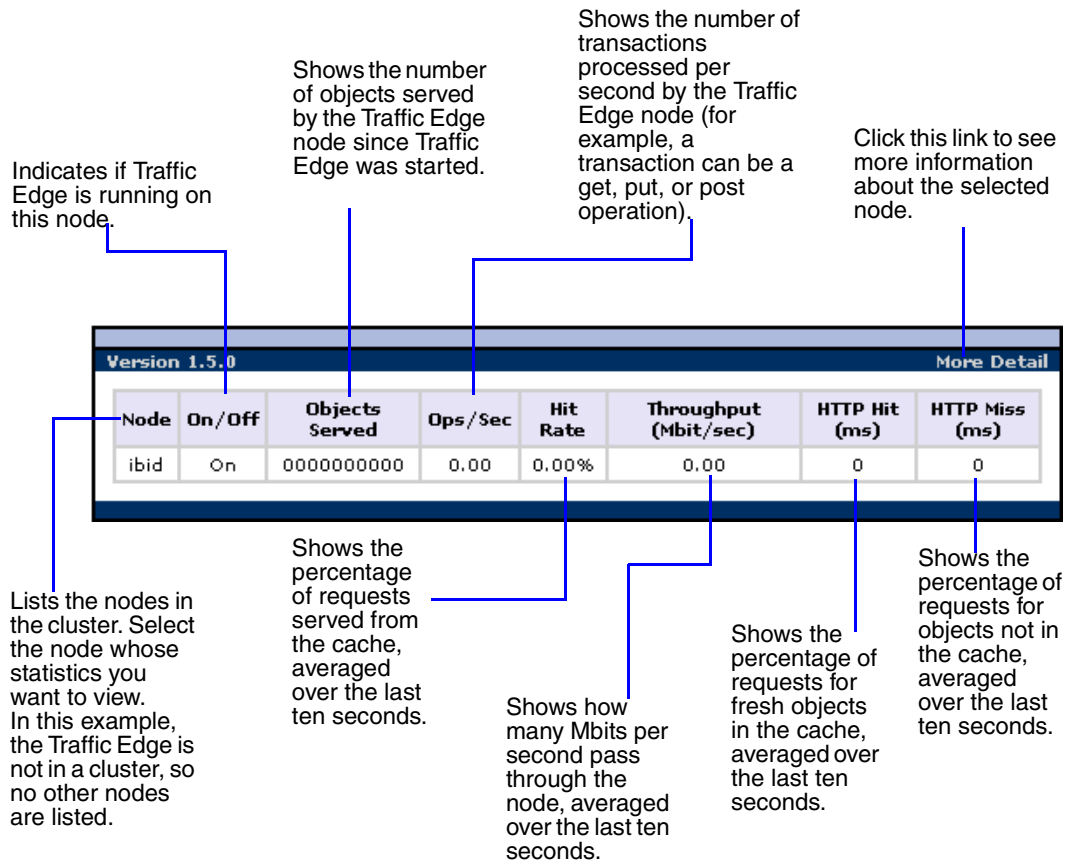 Shows the number of
transactions
processed per
second by the Traffic
Edge node (for
example, a
transaction can be a
get, put, or post
operation).
Shows the number
of objects served
by the Traffic Edge
node since Traffic
Edge was started.
Click this link to see
more information
about the selected
node.
Indicates if Traffic
Edge is running on
this node.
Version 1.5.0 More Detail
Node On/Off Objects Served Ops/Sec Hit Rate Throughput (Mbit/sec) HTTP Hit (ms) HTTP Miss (ms)
ibid On 0000000000 0.00 0.00% 0.00 0 0
Lists the nodes in
the cluster. Select
the node whose
statistics you
want to view.
In this example,
the Traffic Edge is
not in a cluster, so
no other nodes
are listed.
Shows the
percentage
of requests
served from
the cache,
averaged
over the last
ten seconds.
Shows how
many Mbits per
second pass
through the
node, averaged
over the last ten
seconds.
Shows the
percentage of
requests for
fresh objects
in the cache,
averaged over
the last ten
seconds.
Shows the
percentage of
requests for
objects not in
the cache,
averaged
over the last
ten seconds.